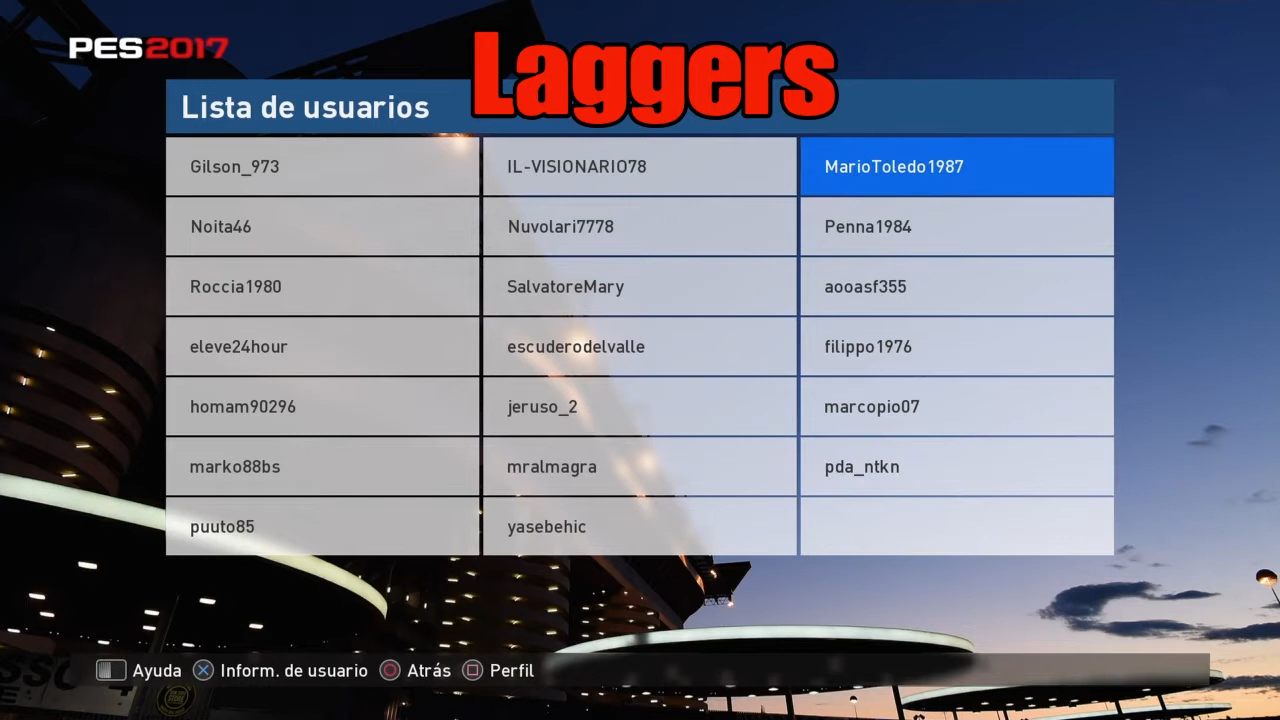 PES2017
Laggers
Lista de usuarios
Gilson_973 IL-VISIONARIO78 MarioToledo1987
Noita46 Nuvolari7778 Penna1984
Roccia1980 SalvatoreMary aooasf355
eleve24hour escuderodelvalle filippo1976
homam90296 jeruso_2 marcopio07
marko88bs mralmagra pda_ntkn
puuto85 yasebehic
Ayuda Inform. de usuario Atrás Perfil